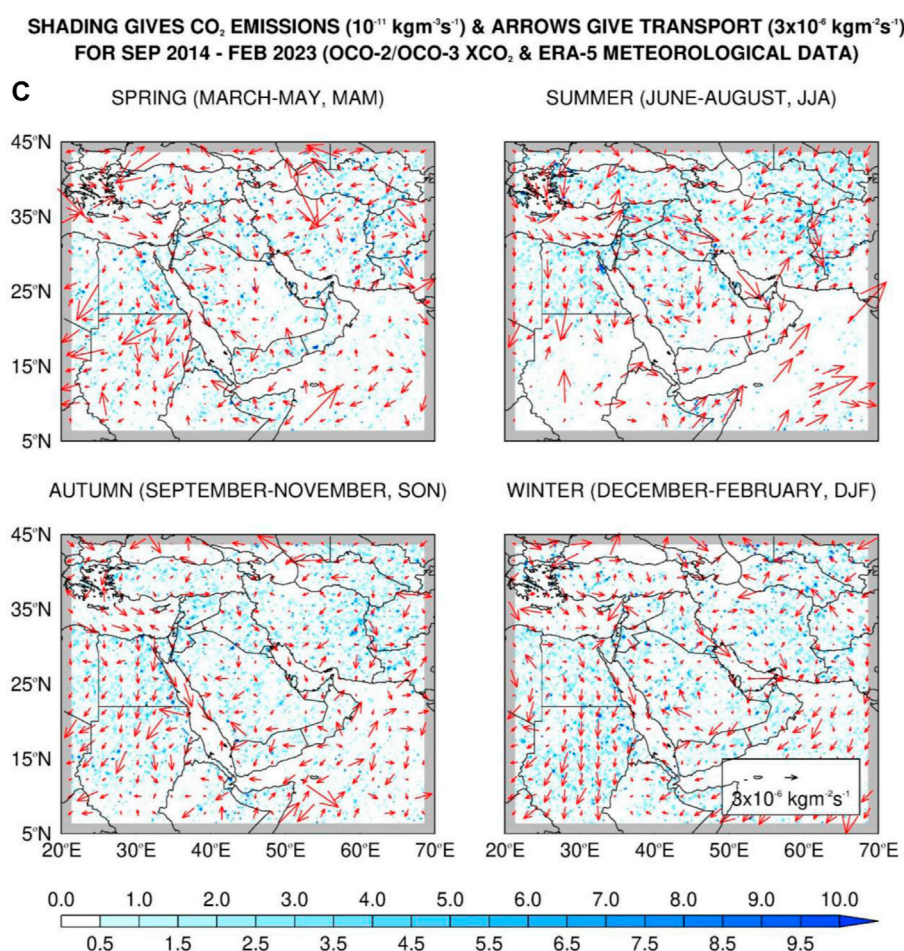 SHADING GIVES CO₂ EMISSIONS (10⁻¹¹ kgm⁻³s⁻¹) & ARROWS GIVE TRANSPORT (3x10⁻⁶ kgm⁻²s⁻¹)
FOR SEP 2014 - FEB 2023 (OCO-2/OCO-3 XCO₂ & ERA-5 METEOROLOGICAL DATA)
C
SPRING (MARCH-MAY, MAM)
SUMMER (JUNE-AUGUST, JJA)
45°N
35°N
25°N
15°N
5°N
AUTUMN (SEPTEMBER-NOVEMBER, SON)
WINTER (DECEMBER-FEBRUARY, DJF)
45°N
35°N
25°N
15°N
5°N
3x10⁻⁶ kgm⁻²s⁻¹
20°E 30°E 40°E 50°E 60°E 20°E 30°E 40°E 50°E 60°E 70°E
0.0 1.0 2.0 3.0 4.0 5.0 6.0 7.0 8.0 9.0 10.0
0.5 1.5 2.5 3.5 4.5 5.5 6.5 7.5 8.5 9.5